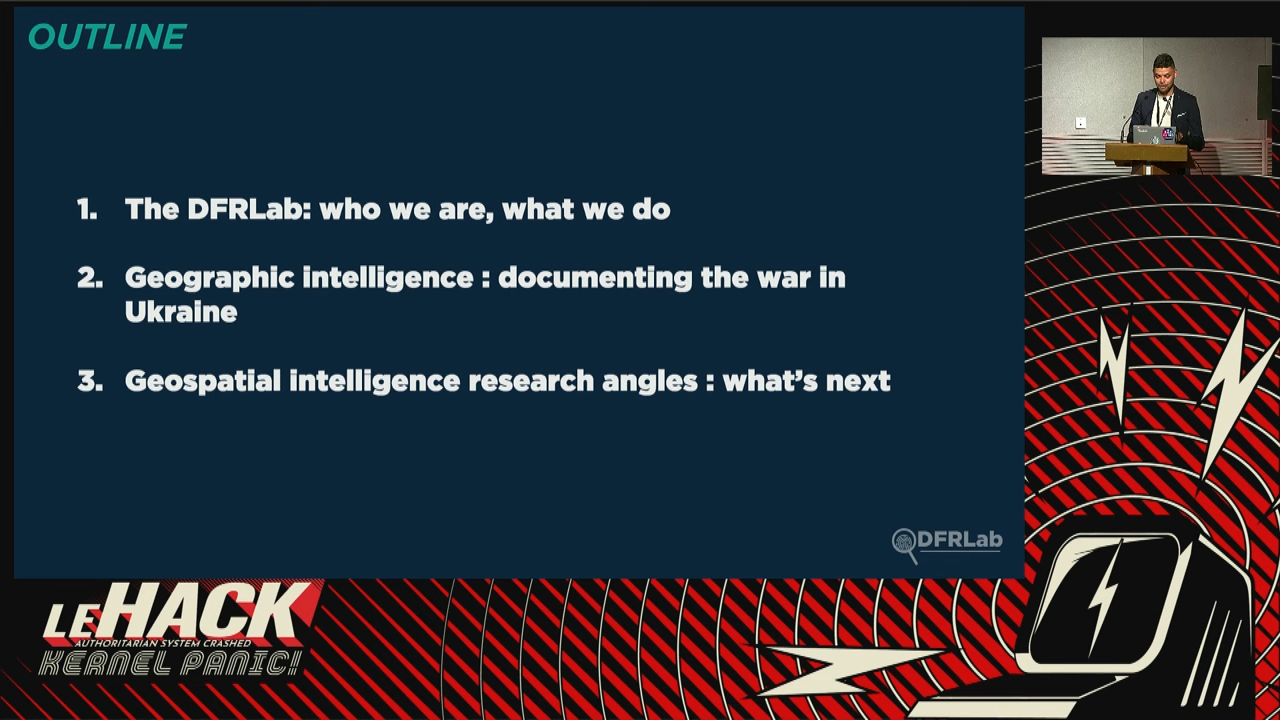 OUTLINE
1. The DFRLab: who we are, what we do
2. Geographic intelligence : documenting the war in
Ukraine
3. Geospatial intelligence research angles : what's next
DFRLab
LEHACK
AUTHORITARIAN SYSTEM CRASHED
KERNEL PANIC!